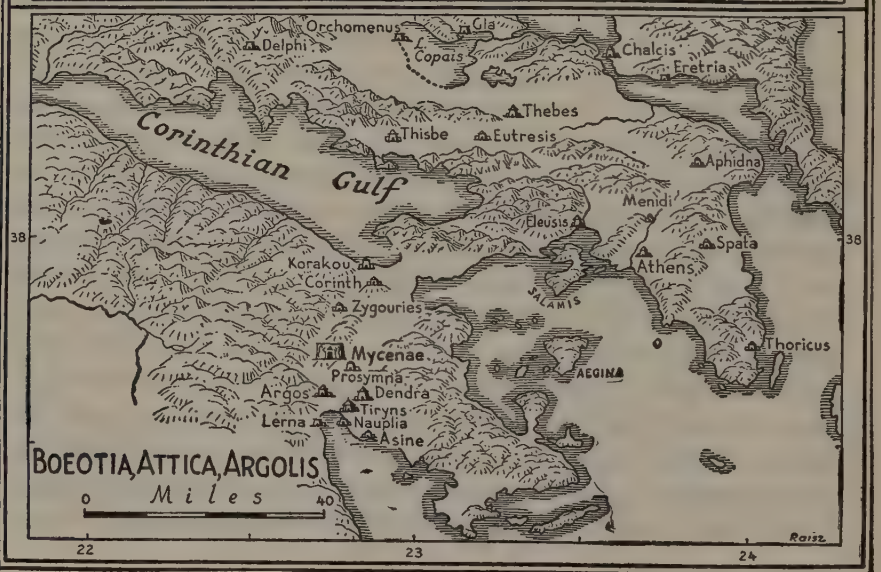 Orchomenus
Gla
Delphi
L. Copais
Chalcis
Eretria
Thebes
Thisbe
Eutresis
Corinthian Gulf
Aphidna
Menidi
Eleusis
38
38
Spata
Athens
Korakou
Corinth
SALAMIS
Zygouries
Mycenae
Thoricus
Prosymna
AEGINA
Argos
Dendra
Tiryns
Lerna
Nauplia
Asine
BOEOTIA, ATTICA, ARGOLIS
Miles
0 40
Raisz
22 23 24